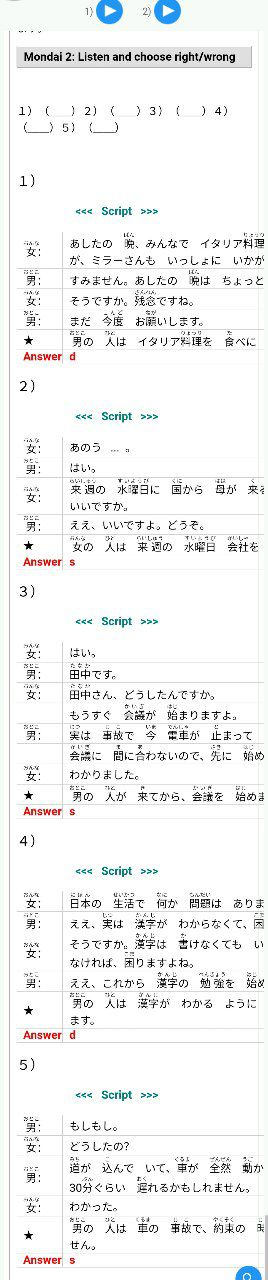 1)
2)
Mondai 2: Listen and choose right/wrong
1) (___) 2) (___) 3) (___) 4)
(___) 5) (___)
1)
<<< Script >>>
女: あしたの 晩、みんなで イタリア料理
が、ミラーさんも いっしょに いかが
男: すみません。あしたの 晩は ちょっと
女: そうですか。残念ですね。
男: まだ 今度 お願いします。
★ 男の 人は イタリア料理を 食べに
Answer d
2)
<<< Script >>>
女: あのう … 。
男: はい。
女: 来週の 水曜日に 国から 母が 来
いいですか。
男: ええ、いいですよ。どうぞ。
★ 女の 人は 来週の 水曜日 会社を
Answer s
3)
<<< Script >>>
女: はい。
男: 田中です。
女: 田中さん、どうしたんですか。
もうすぐ 会議が 始まりますよ。
男: 実は 事故で 今 電車が 止まって
会議に 間に合わないので、先に 始め
女: わかりました。
★ 男の 人が 来てから、会議を 始めま
Answer s
4)
<<< Script >>>
女: 日本の 生活で 何か 問題は ありま
男: ええ、実は 漢字が わからなくて、困
女: そうですか。漢字は 書けなくても い
なければ、困りますよね。
男: ええ、これから 漢字の 勉強を 始め
★ 男の 人は 漢字が わかる ように
ます。
Answer d
5)
<<< Script >>>
男: もしもし。
女: どうしたの?
男: 道が 込んで いて、車が 全然 動か
30分ぐらい 遅れるかもしれません。
女: わかった。
★ 男の 人は 車の 事故で、約束の 時
せん。
Answer s